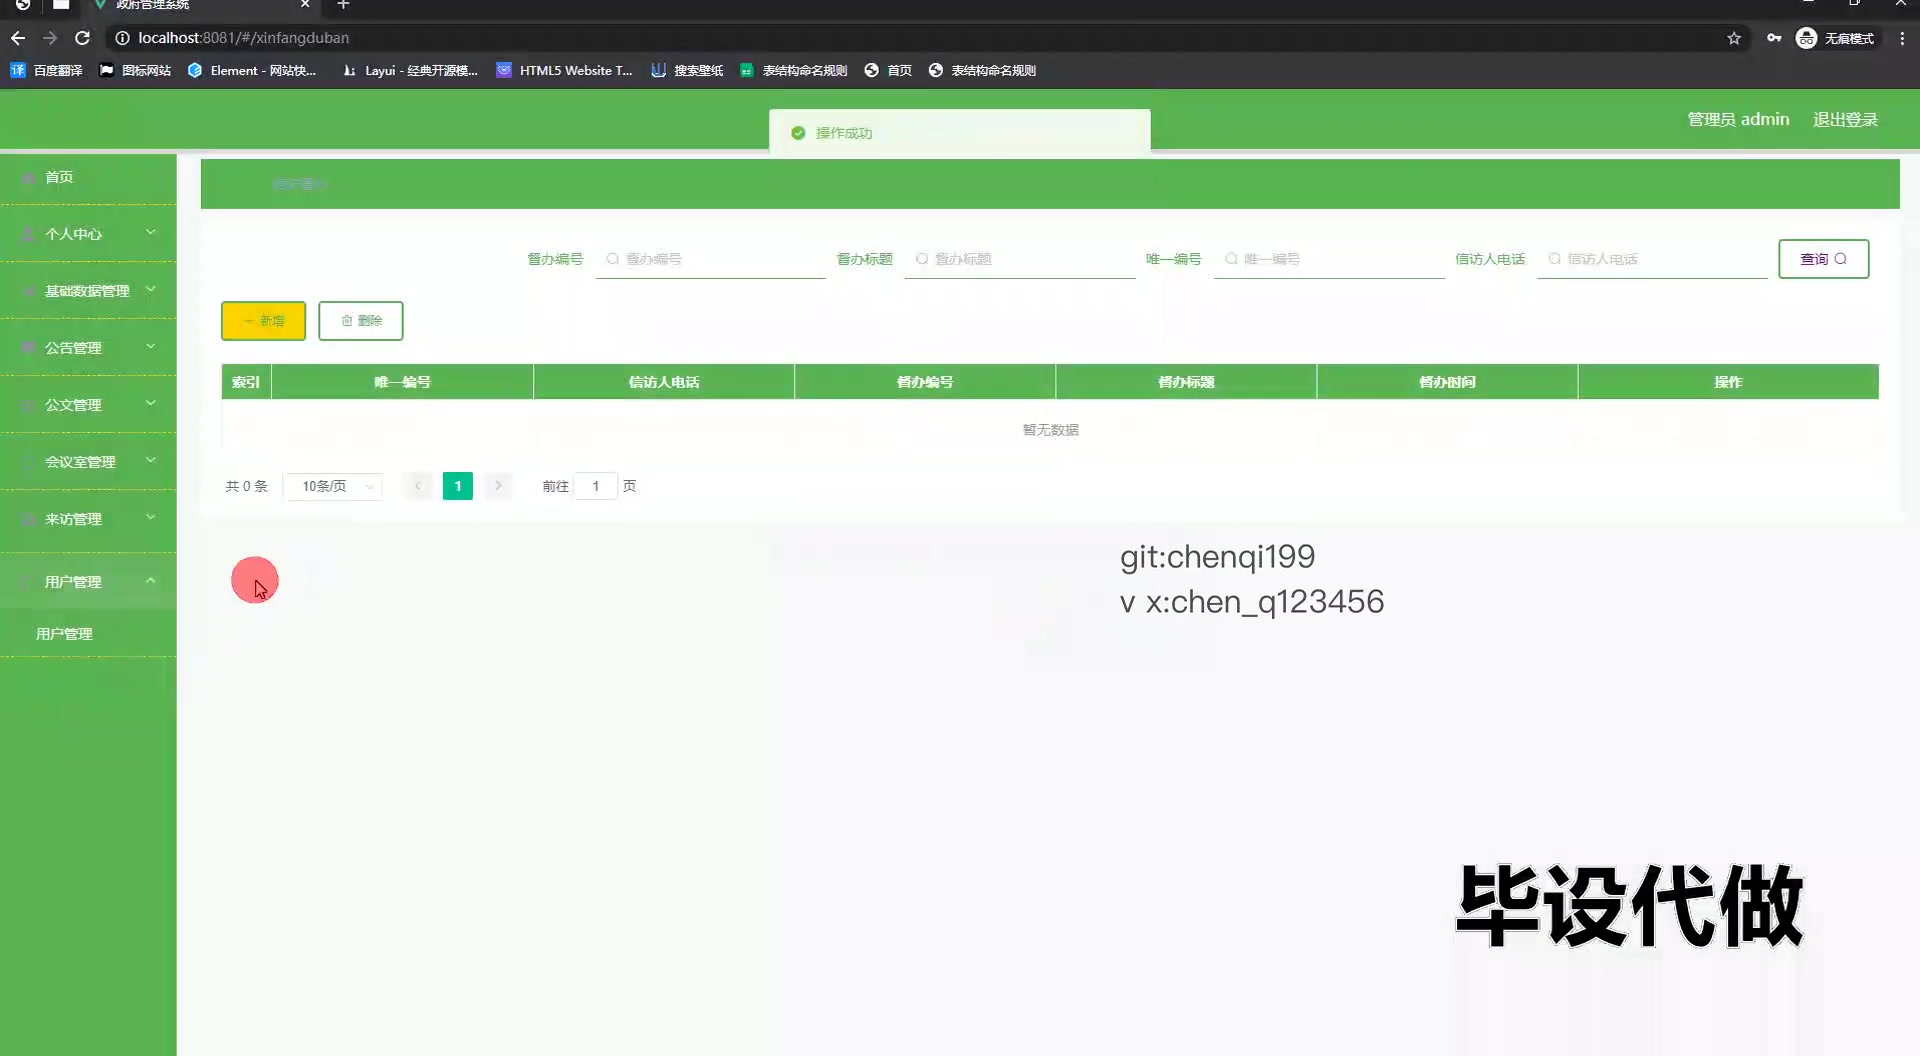 政府管理系统
localhost:8081/#/xinfangduban
无痕模式
百度翻译 图标网站 Element - 网站快... Layui - 经典开源模... HTML5 Website T... 搜索壁纸 表结构命名规则 首页 表结构命名规则
管理员 admin 退出登录
操作成功
首页
个人中心
基础数据管理
公告管理
公文管理
会议室管理
来访管理
用户管理
用户管理
督办编号 督办编号 督办标题 督办标题 唯一编号 唯一编号 信访人电话 信访人电话 查询
新增 删除
索引 唯一编号 信访人电话 督办编号 督办标题 督办时间 操作
暂无数据
共 0 条 10条/页 1 前往 1 页
git:chenqi199
v x:chen_q123456
毕设代做